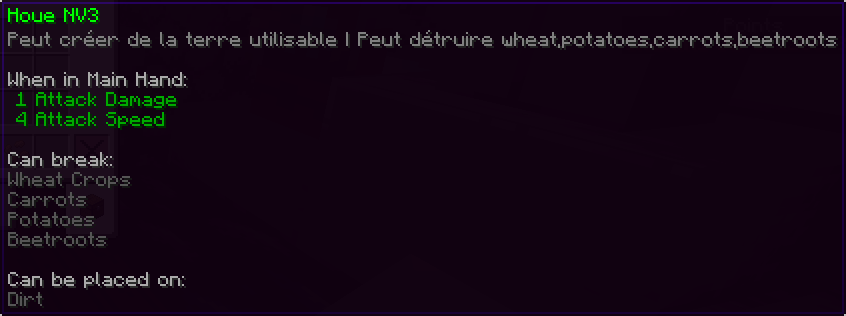 Houe NV3
Peut créer de la terre utilisable | Peut détruire wheat,potatoes,carrots,beetroots
When in Main Hand:
1 Attack Damage
4 Attack Speed
Can break:
Wheat Crops
Carrots
Potatoes
Beetroots
Can be placed on:
Dirt